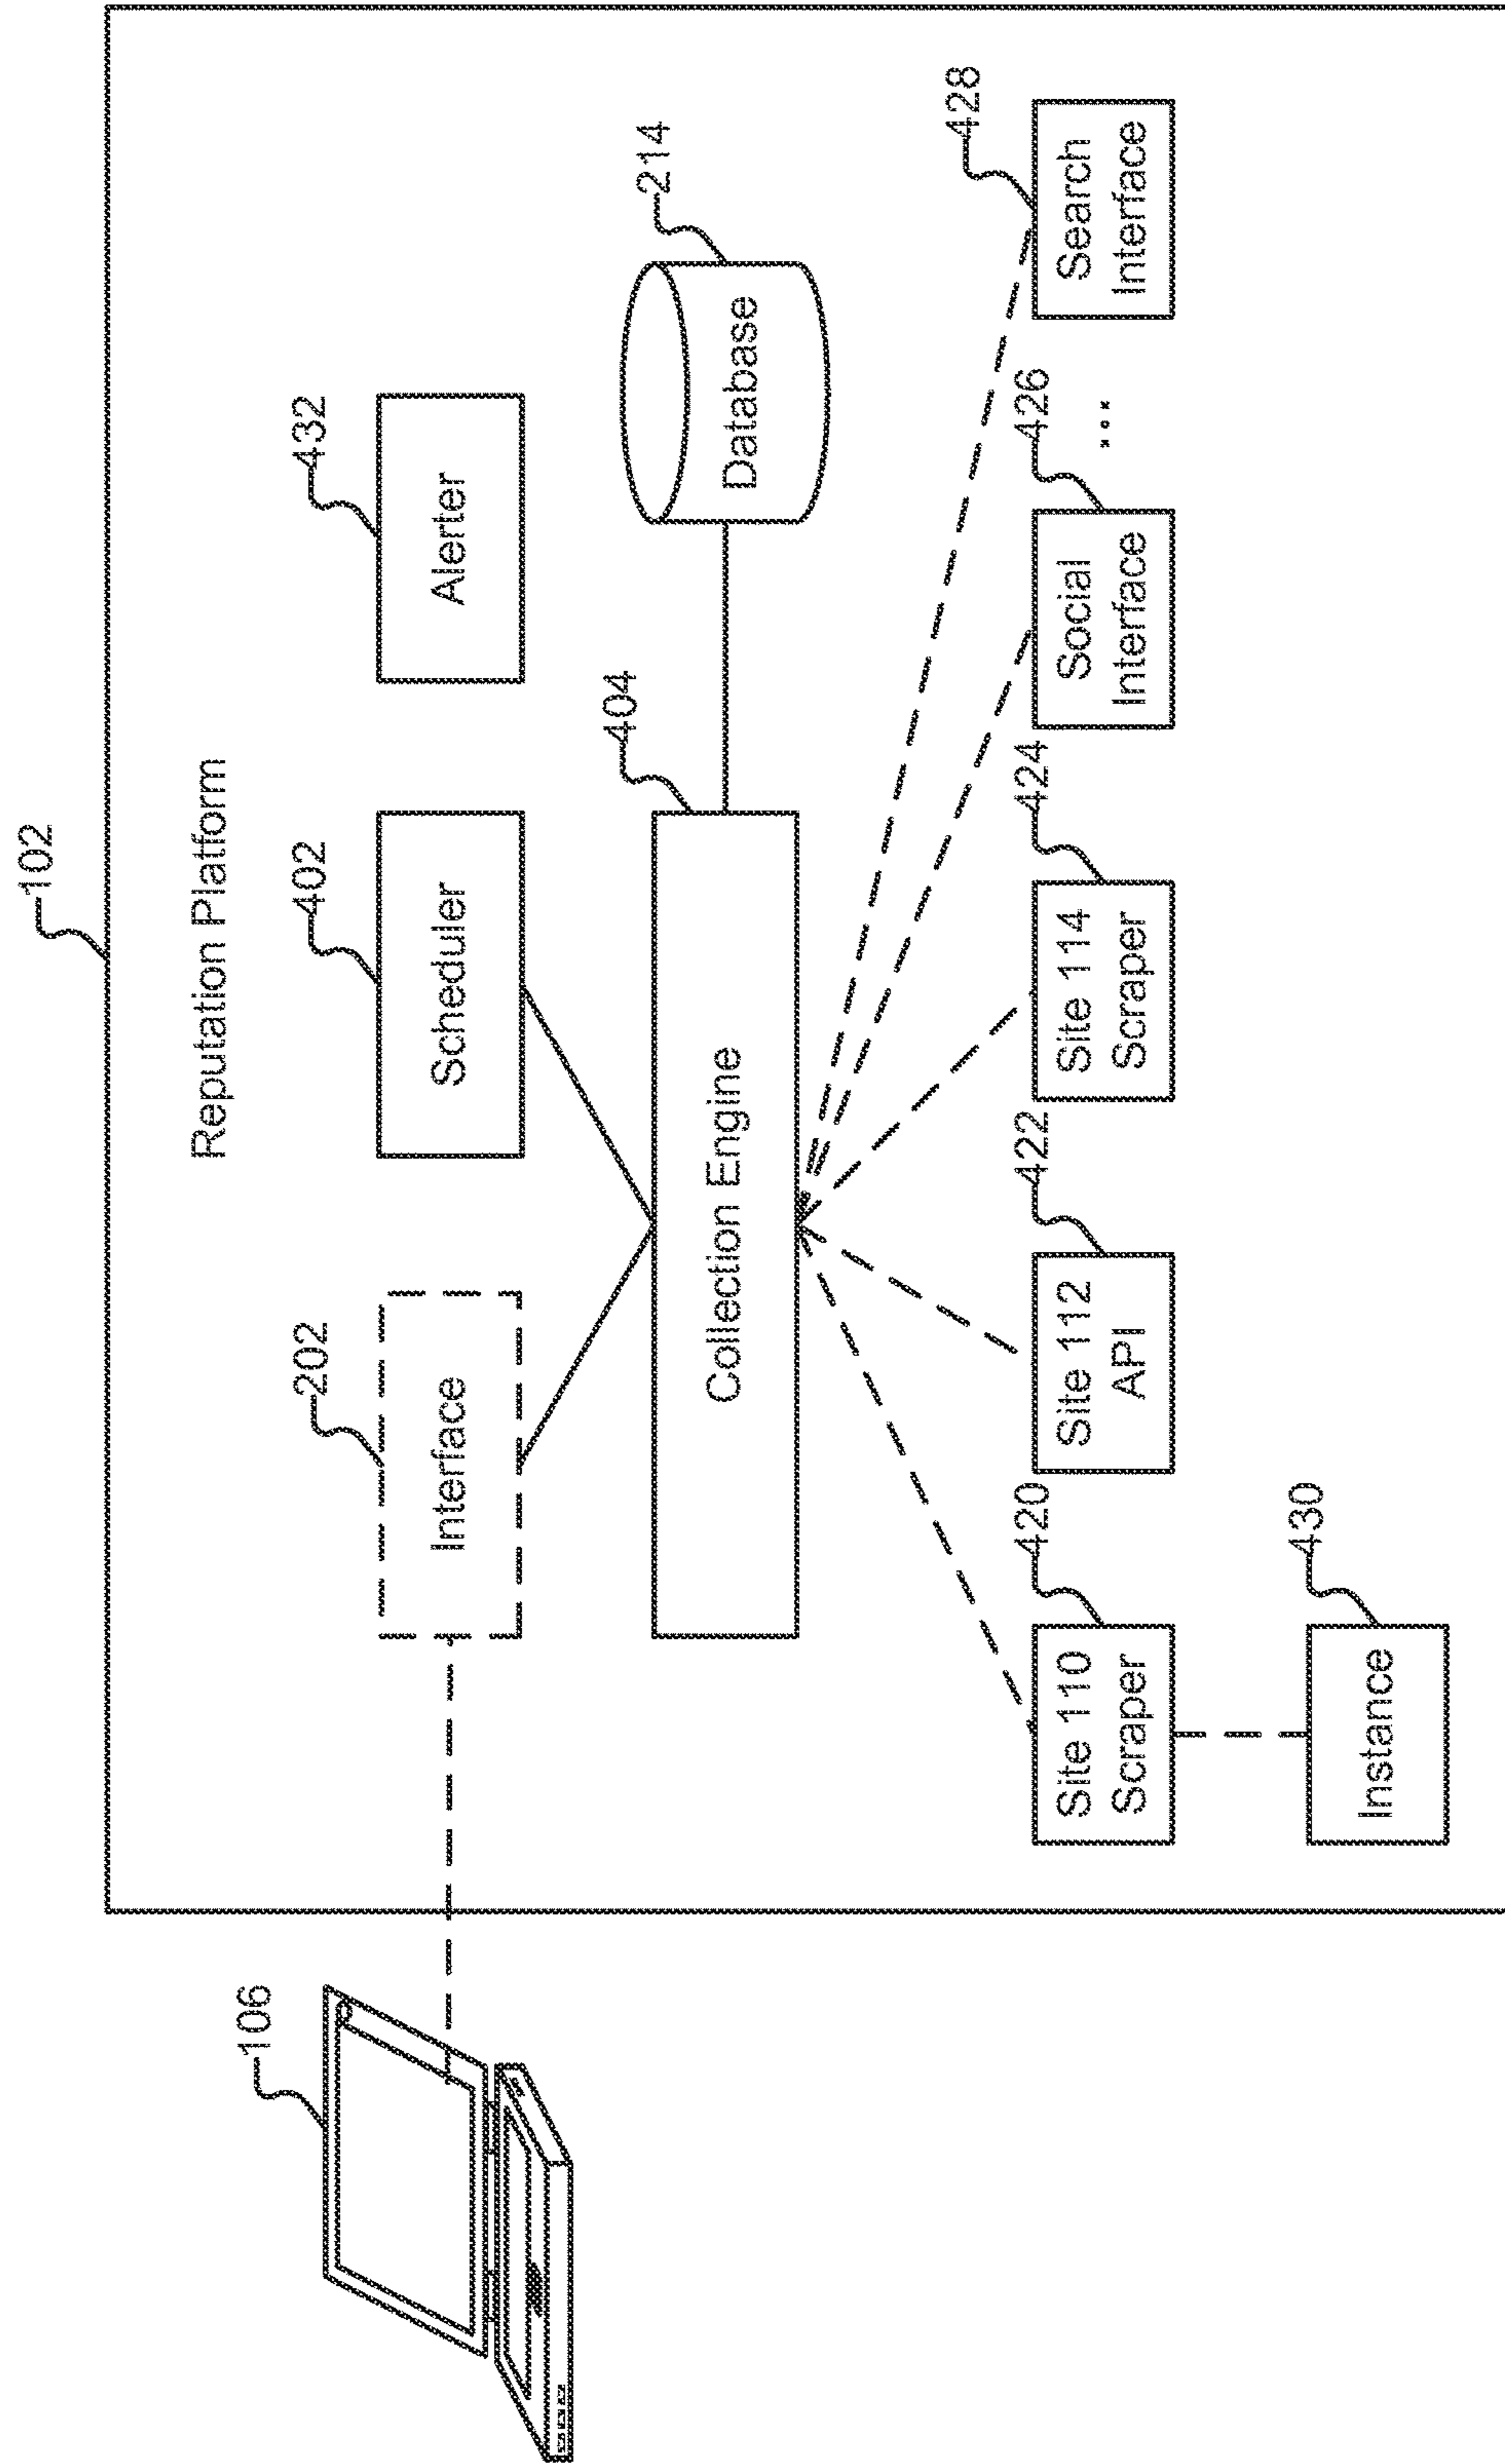 102
Reputation Platform
106
202
Interface
402
Scheduler
432
Alerter
404
Collection Engine
214
Database
420
Site 110
Scraper
422
Site 112
API
424
Site 114
Scraper
426
Social
Interface
...
428
Search
Interface
430
Instance